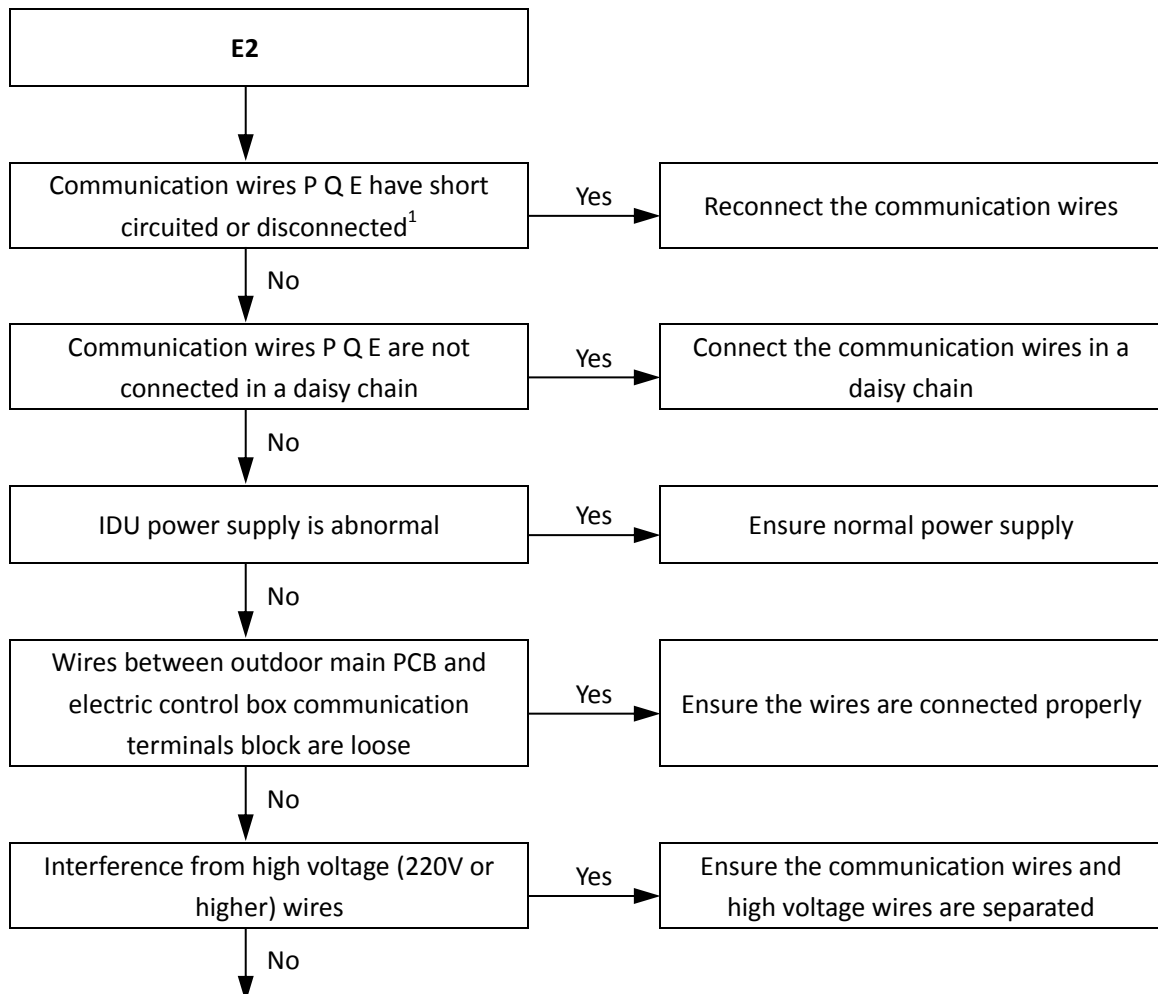 E2
Communication wires P Q E have short
circuited or disconnected1
Yes
Reconnect the communication wires
No
Communication wires P Q E are not
connected in a daisy chain
Yes
Connect the communication wires in a
daisy chain
No
IDU power supply is abnormal
Yes
Ensure normal power supply
No
Wires between outdoor main PCB and
electric control box communication
terminals block are loose
Yes
Ensure the wires are connected properly
No
Interference from high voltage (220V or
higher) wires
Yes
Ensure the communication wires and
high voltage wires are separated
No